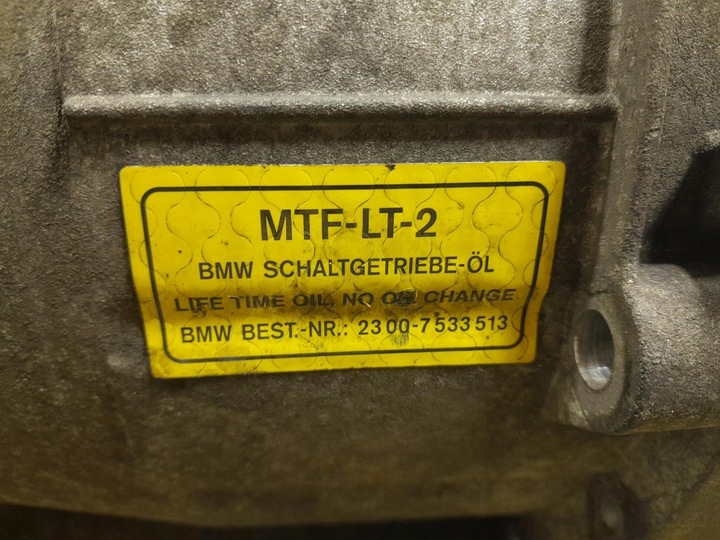 MTF-LT-2
BMW SCHALTGETRIEBE-ÖL
LIFE TIME OIL, NO OIL CHANGE
BMW BEST.-NR.: 23 00-7 533 513